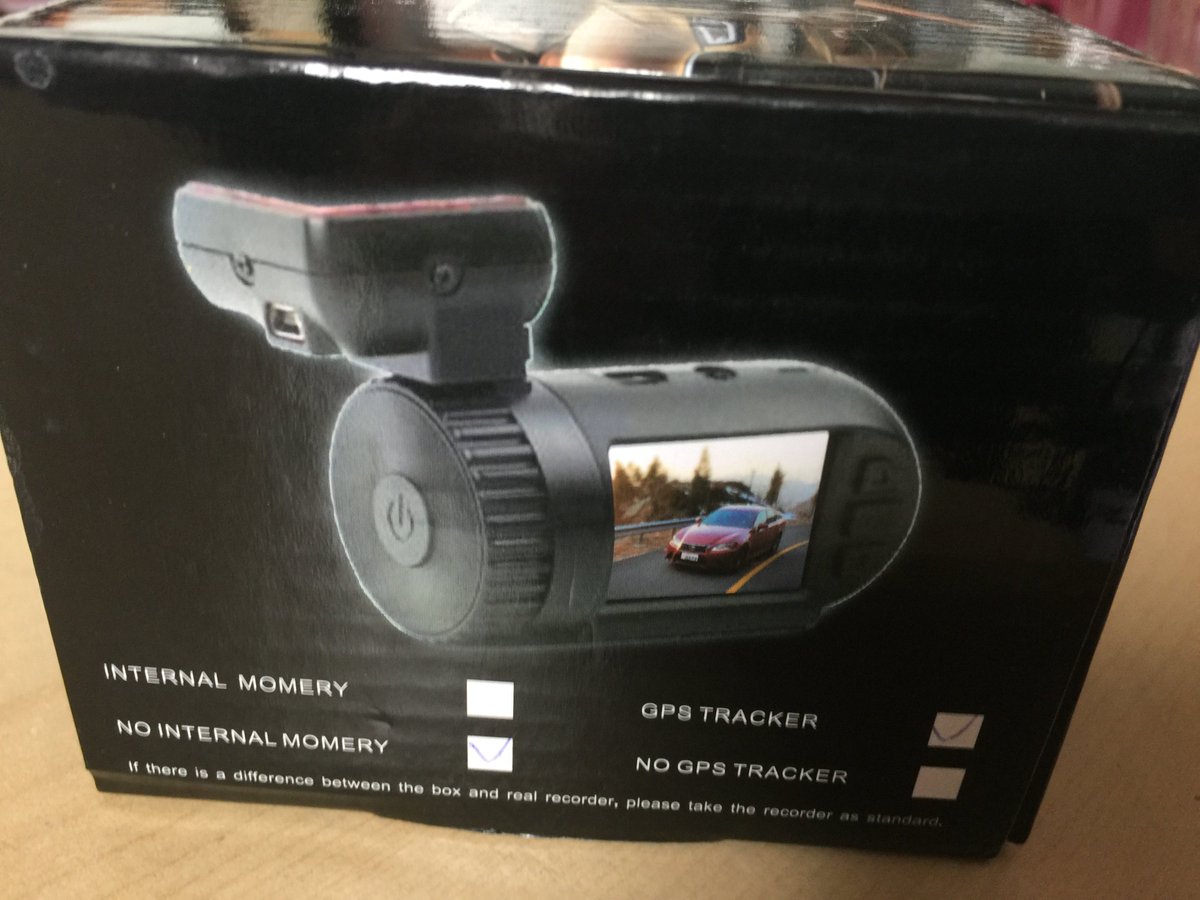 INTERNAL MOMERY
NO INTERNAL MOMERY
GPS TRACKER
NO GPS TRACKER
If there is a difference between the box and real recorder, please take the recorder as standard.